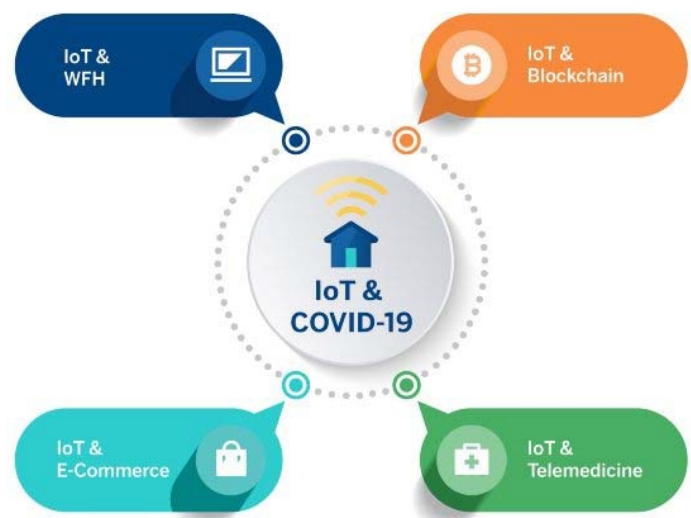 IoT &
WFH
IoT &
Blockchain
IoT &
COVID-19
IoT &
E-Commerce
IoT &
Telemedicine